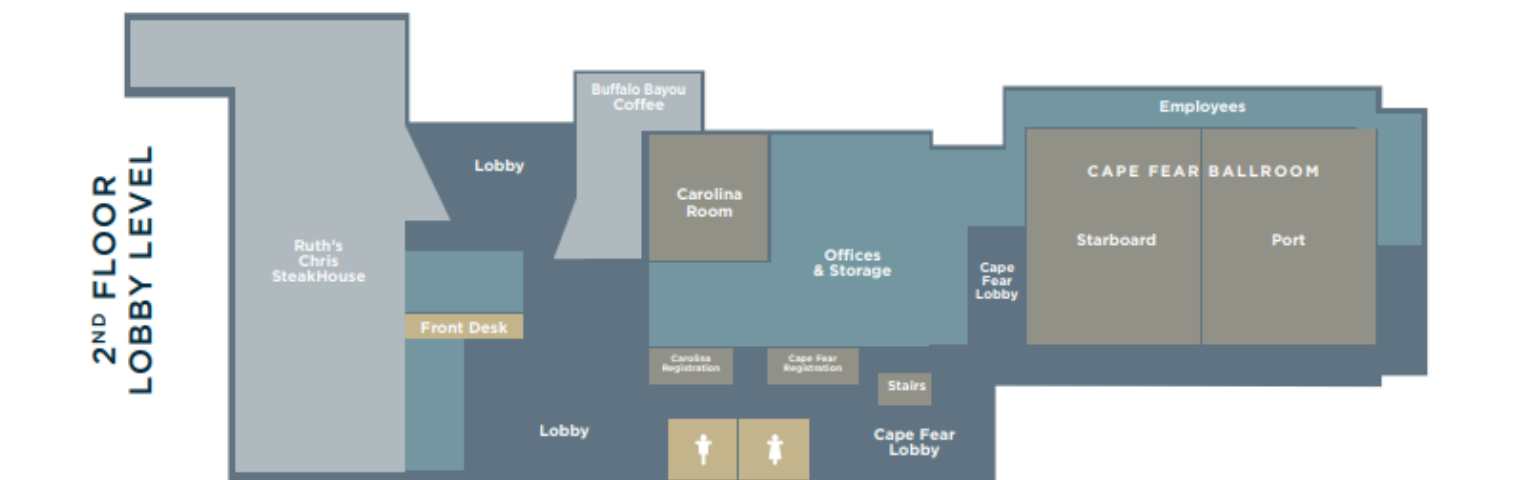 2ND FLOOR
LOBBY LEVEL
Ruth's
Chris
SteakHouse
Lobby
Buffalo Bayou
Coffee
Front Desk
Carolina
Room
Offices
& Storage
Employees
CAPE FEAR BALLROOM
Starboard
Port
Cape
Fear
Lobby
Carolina
Registration
Cape Fear
Registration
Stairs
Lobby
Cape Fear
Lobby